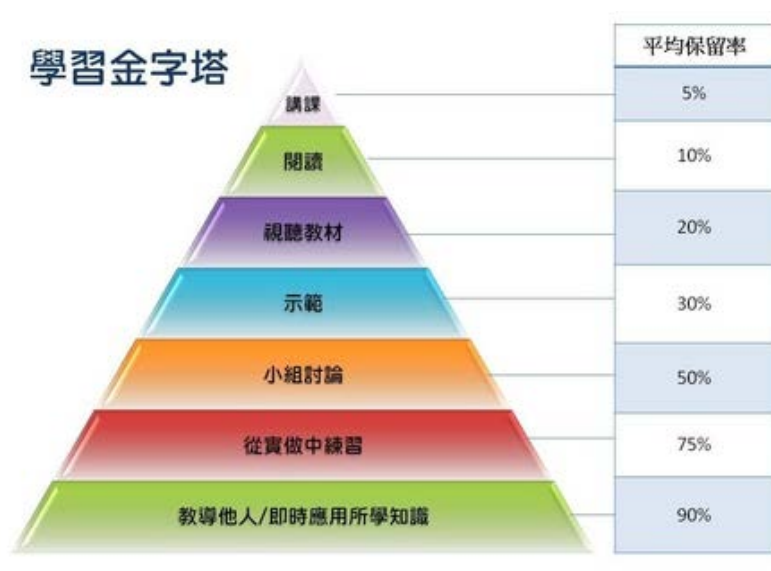 學習金字塔
平均保留率
講課
5%
閱讀
10%
視聽教材
20%
示範
30%
小組討論
50%
從實做中練習
75%
教導他人/即時應用所學知識
90%